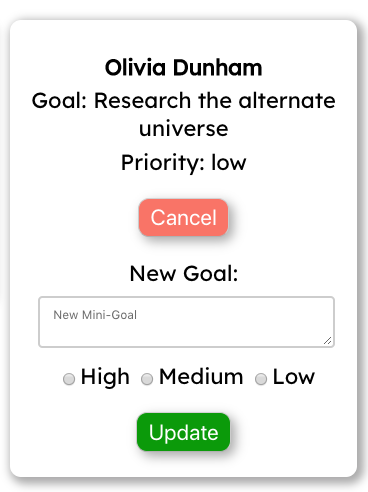 Olivia Dunham
Goal: Research the alternate
universe
Priority: low
Cancel
New Goal:
New Mini-Goal
High Medium Low
Update